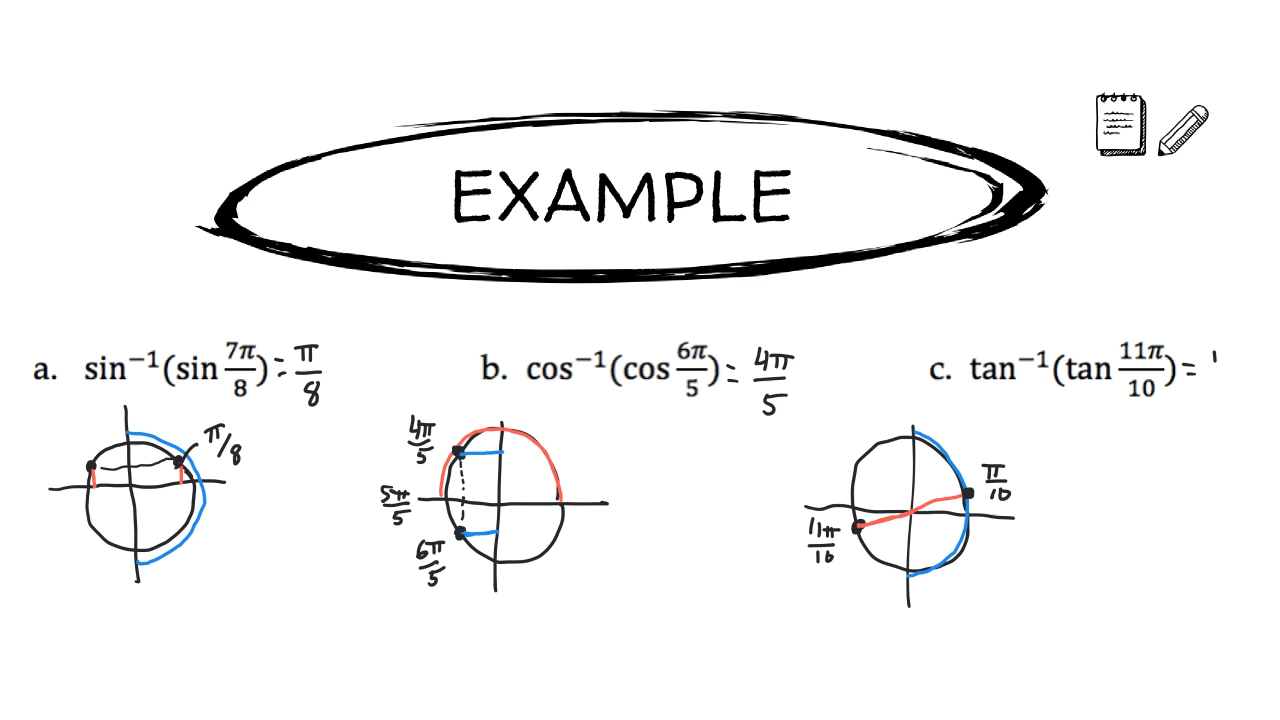 EXAMPLE
a. sin⁻¹(sin 7π/8) = π/8
b. cos⁻¹(cos 6π/5) = 4π/5
c. tan⁻¹(tan 11π/10) =
π/8
4π/5
5π/5
6π/5
π/10
11π/10